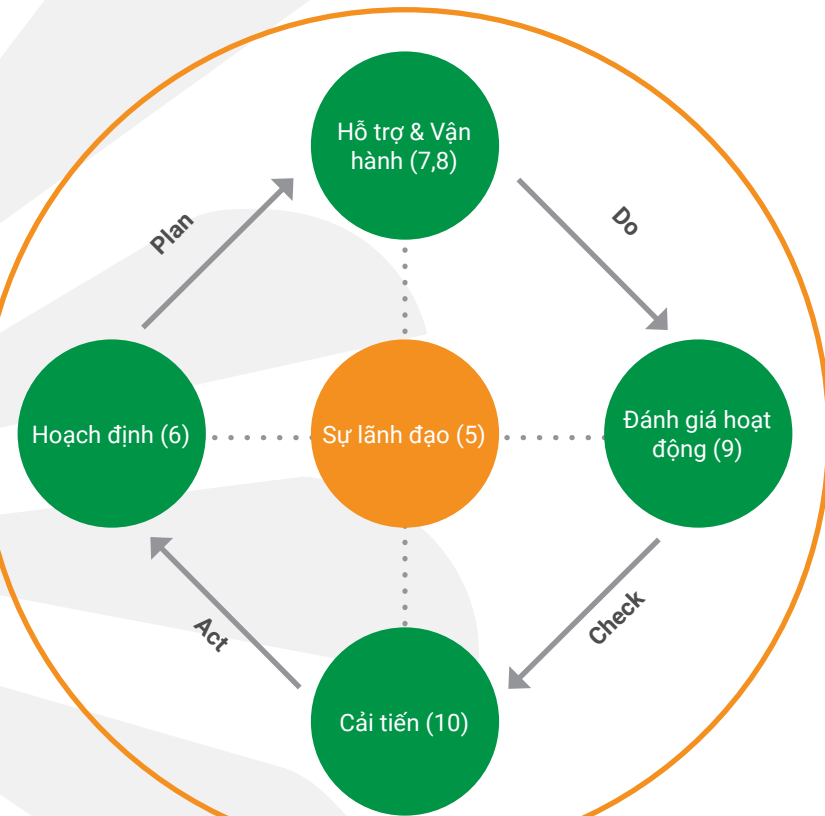 Hỗ trợ & Vận
hành (7,8)
Plan
Do
Hoạch định (6)
Sự lãnh đạo (5)
Đánh giá hoạt
động (9)
Act
Check
Cải tiến (10)